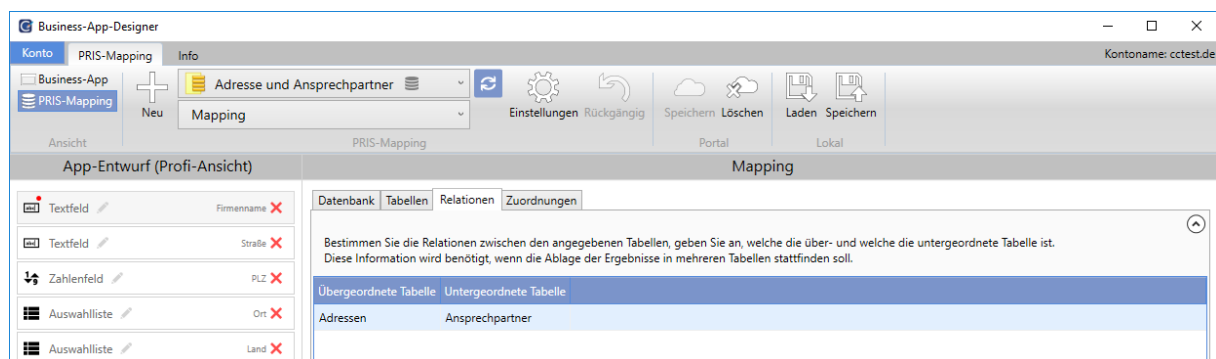 Business-App-Designer
Konto PRIS-Mapping Info Kontoname: cctest.de
Business-App
PRIS-Mapping
Neu
Adresse und Ansprechpartner
Mapping
Einstellungen Rückgängig Speichern Löschen Laden Speichern
Ansicht PRIS-Mapping Portal Lokal
App-Entwurf (Profi-Ansicht) Mapping
Datenbank Tabellen Relationen Zuordnungen
Textfeld Firmenname
Textfeld Straße
Zahlenfeld PLZ
Auswahlliste Ort
Auswahlliste Land
Bestimmen Sie die Relationen zwischen den angegebenen Tabellen, geben Sie an, welche die über- und welche die untergeordnete Tabelle ist.
Diese Information wird benötigt, wenn die Ablage der Ergebnisse in mehreren Tabellen stattfinden soll.
Übergeordnete Tabelle Untergeordnete Tabelle
Adressen Ansprechpartner